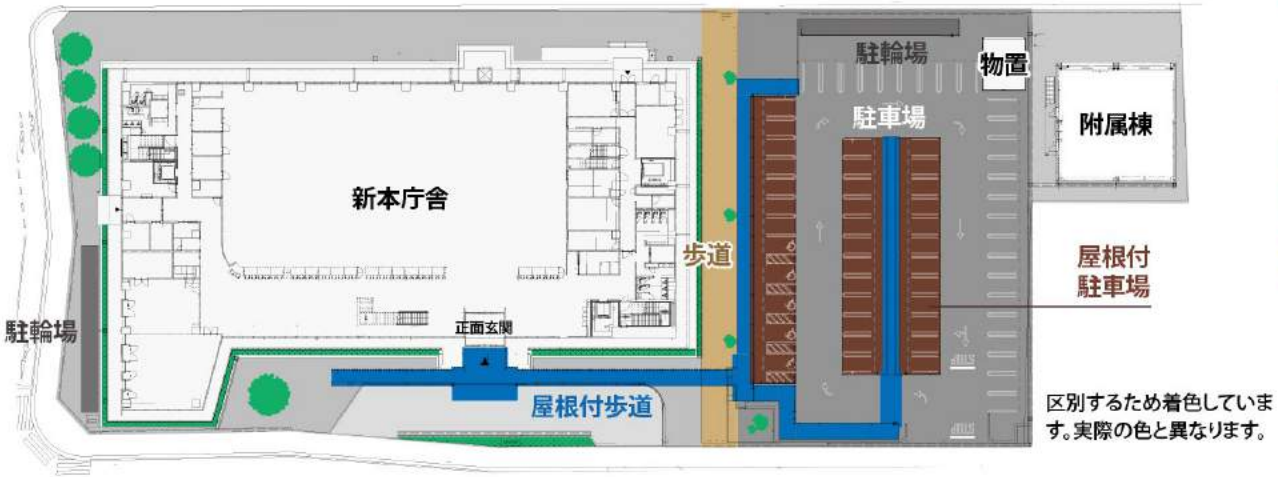 駐輪場
物置
駐車場
附属棟
新本庁舎
歩道
屋根付
駐車場
駐輪場
正面玄関
屋根付歩道
区別するため着色していま
す。実際の色と異なります。